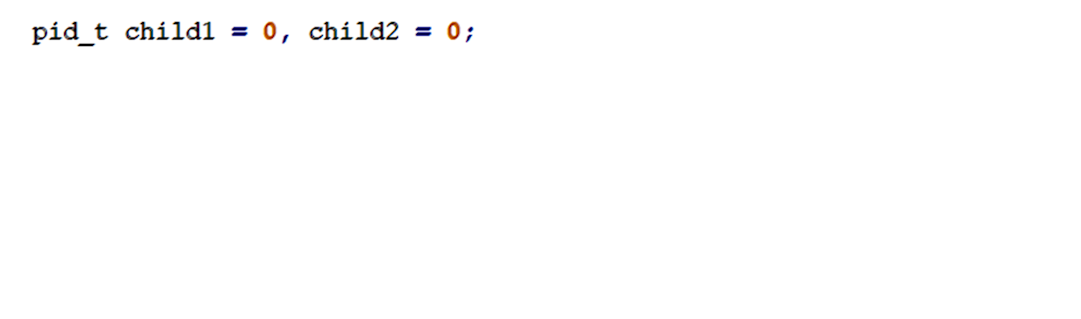 pid_t child1 = 0, child2 = 0;